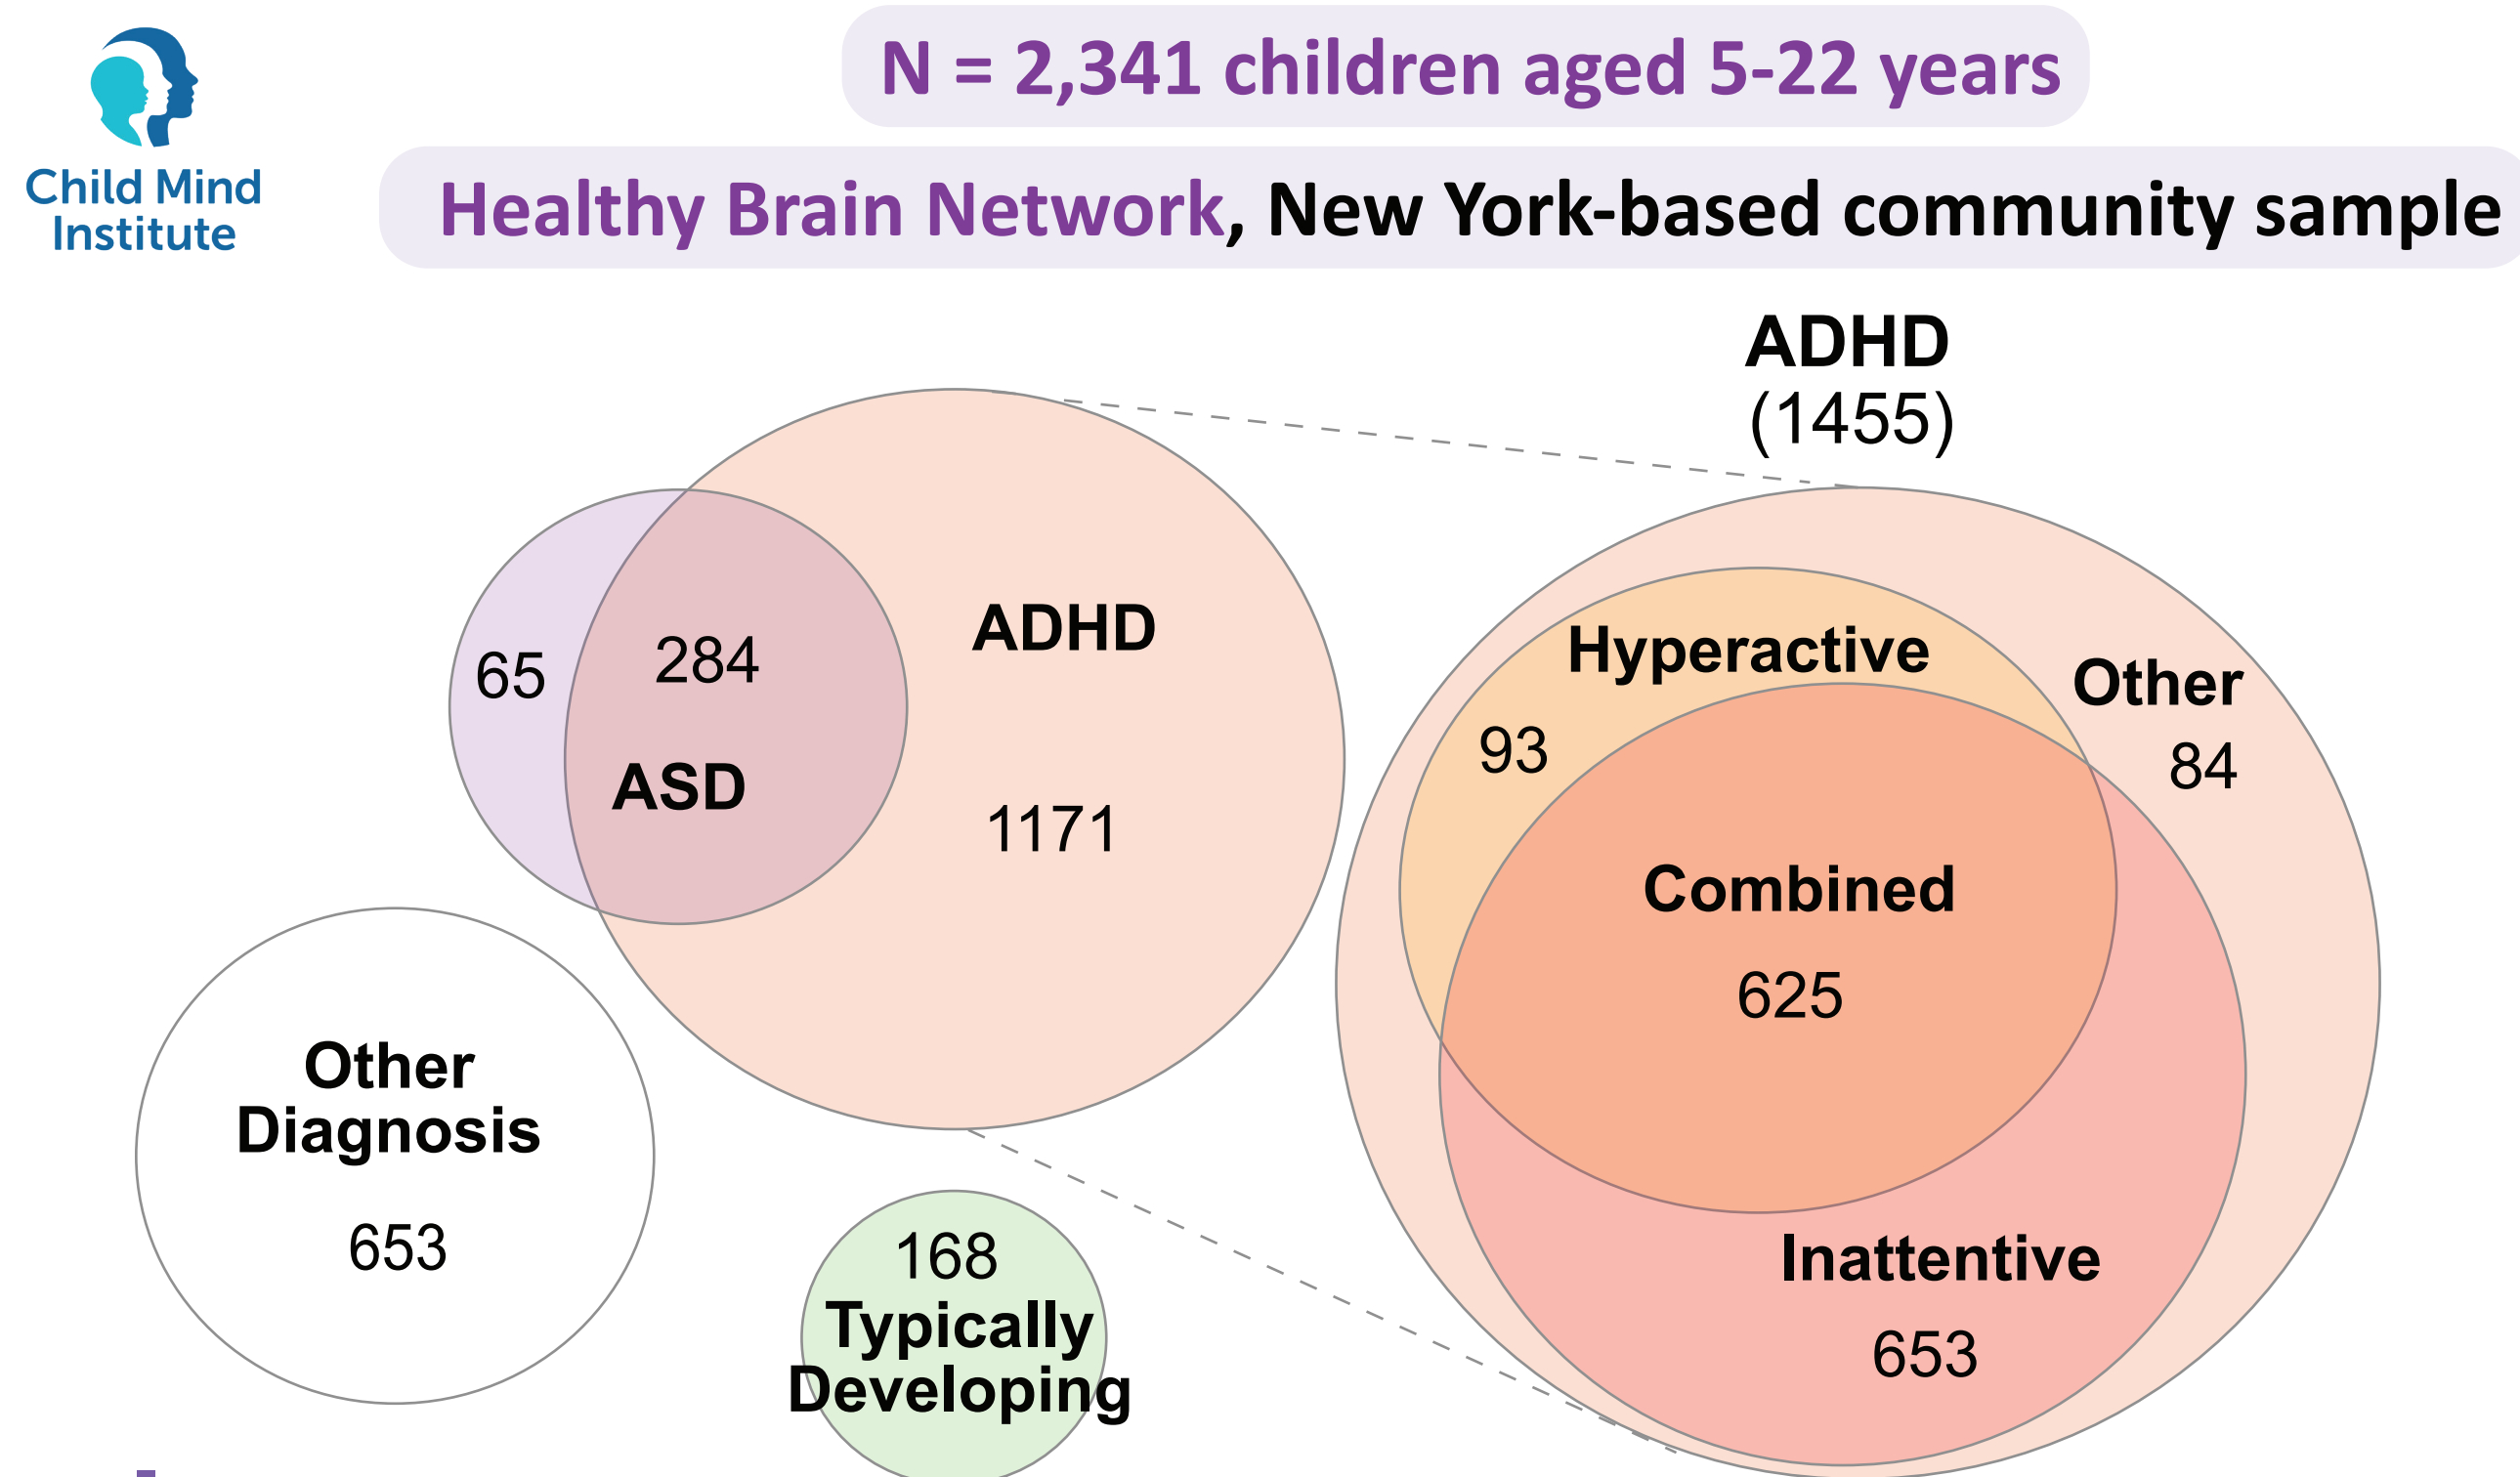 Child Mind
Institute
N = 2,341 children aged 5-22 years
Healthy Brain Network, New York-based community sample
ADHD
(1455)
65
284
ASD
ADHD
1171
Other
Diagnosis
653
168
Typically
Developing
Hyperactive
93
Other
84
Combined
625
Inattentive
653